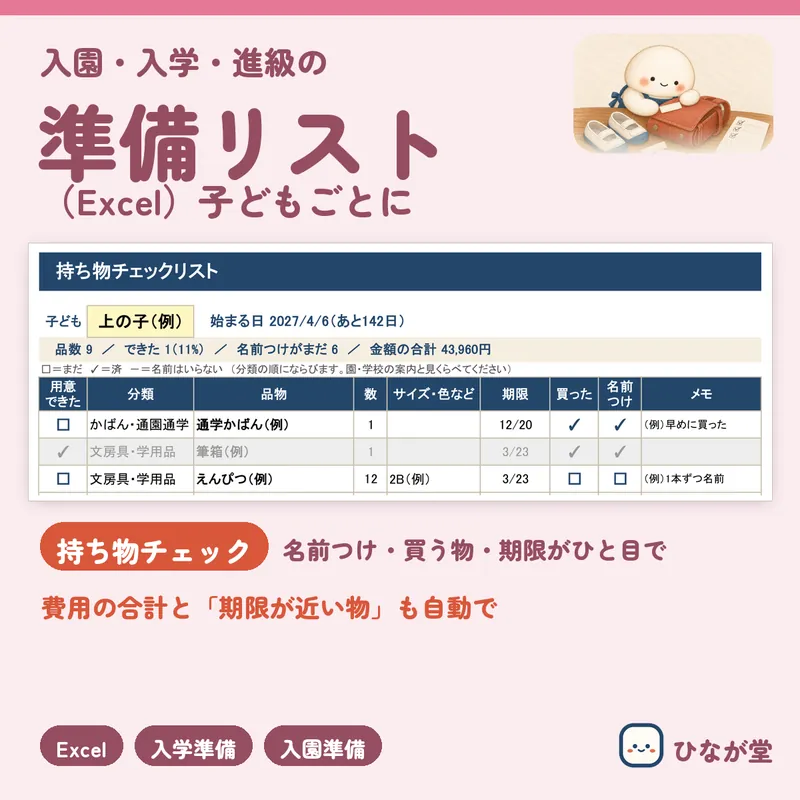 入園・入学・進級の
準備リスト
（Excel）子どもごとに
持ち物チェックリスト
子ども 上の子（例） 始まる日 2027/4/6（あと142日）
品数 9 ／ できた 1（11%） ／ 名前つけがまだ 6 ／ 金額の合計 43,960円
□＝まだ ✓＝済 －＝名前はいらない （分類の順にならびます。園・学校の案内と見くらべてください）
用意できた 分類 品物 数 サイズ・色など 期限 買った 名前つけ メモ
□ かばん・通園通学 通学かばん（例） 1 12/20 ✓ ✓ （例）早めに買った
✓ 文房具・学用品 筆箱（例） 1 3/23 ✓ ✓
□ 文房具・学用品 えんぴつ（例） 12 2B（例） 3/23 □ □ （例）1本ずつ名前
持ち物チェック 名前つけ・買う物・期限がひと目で
費用の合計と「期限が近い物」も自動で
Excel 入学準備 入園準備
ひなが堂